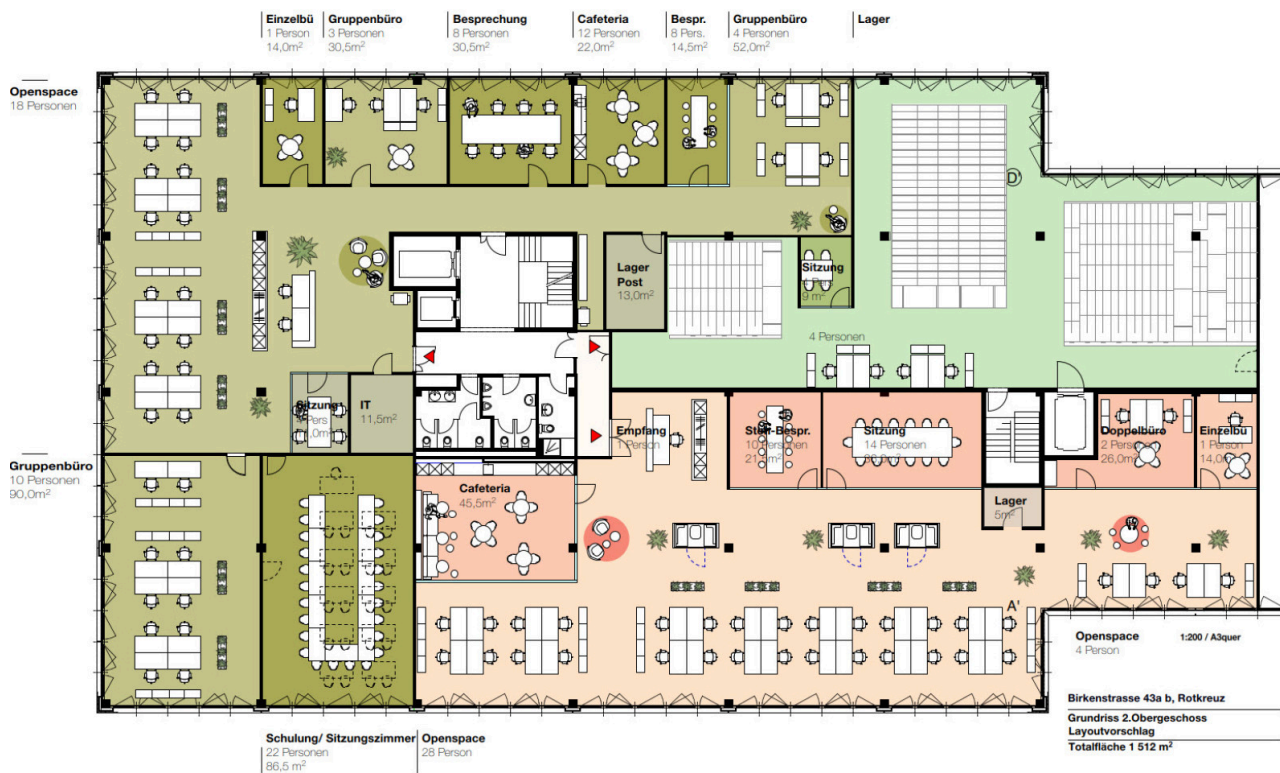 Einzelbü
1 Person
14,0m²
Gruppenbüro
3 Personen
30,5m²
Besprechung
8 Personen
30,5m²
Cafeteria
12 Personen
22,0m²
Bespr.
8 Pers.
14,5m²
Gruppenbüro
4 Personen
52,0m²
Lager
Openspace
18 Personen
D
Lager
Post
13,0m²
Sitzung
9 m²
4 Personen
Sitzung
4 Pers
IT
11,5m²
Empfang
1 Person
10 Personen
Sitzung
14 Personen
Doppelbüro
2 Personen
26,0m²
Einzelbü
1 Person
14,0m²
Gruppenbüro
10 Personen
90,0m²
Cafeteria
45,5m²
Lager
5m²
A'
Openspace
4 Person
1:200 / A3quer
Birkenstrasse 43a b, Rotkreuz
Grundriss 2.Obergeschoss
Layoutvorschlag
Totalfläche 1 512 m²
Schulung/ Sitzungszimmer
22 Personen
86,5 m²
Openspace
28 Person